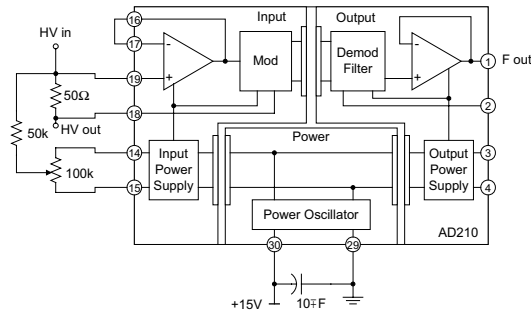 16
Input
Output
HV in
17
1
F out
Mod
Demod
Filter
19
50Ω
2
18
HV out
50k
Power
14
Input
Power
Supply
Output
Power
Supply
3
100k
15
4
Power Oscillator
AD210
30
29
+15V
10∓F